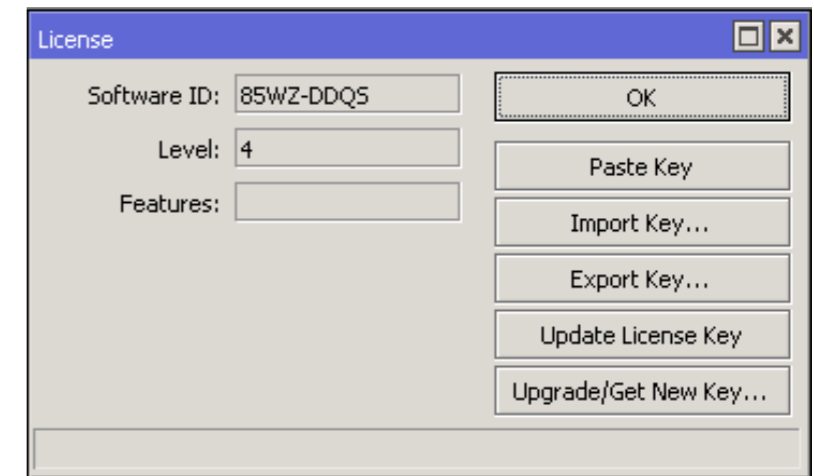 License
Software ID: 85WZ-DDQS
Level: 4
Features:
OK
Paste Key
Import Key...
Export Key...
Update License Key
Upgrade/Get New Key...